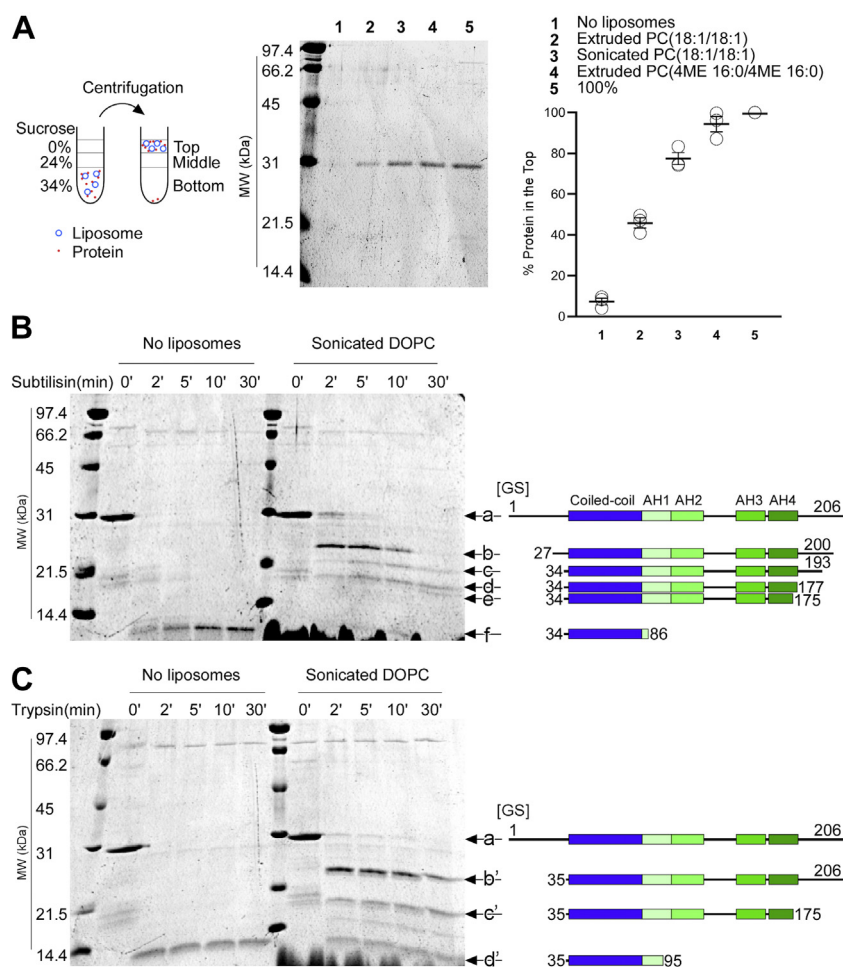 A
1 2 3 4 5
97.4
66.2
45
31
21.5
14.4
MW (kDa)
Centrifugation
Sucrose
0%
24%
34%
Top
Middle
Bottom
Liposome
Protein
1 No liposomes
2 Extruded PC(18:1/18:1)
3 Sonicated PC(18:1/18:1)
4 Extruded PC(4ME 16:0/4ME 16:0)
5 100%
% Protein in the Top
100
80
60
40
20
0
1 2 3 4 5
B
No liposomes Sonicated DOPC
Subtilisin(min) 0' 2' 5' 10' 30' 0' 2' 5' 10' 30'
97.4
66.2
45
31
21.5
14.4
MW (kDa)
[GS]
Coiled-coil AH1 AH2 AH3 AH4
a 1 206
b 27 200
c 34 193
d 34 177
e 34 175
f 34 86
C
No liposomes Sonicated DOPC
Trypsin(min) 0' 2' 5' 10' 30' 0' 2' 5' 10' 30'
97.4
66.2
45
31
21.5
14.4
MW (kDa)
[GS]
a 1 206
b' 35 206
c' 35 175
d' 35 95